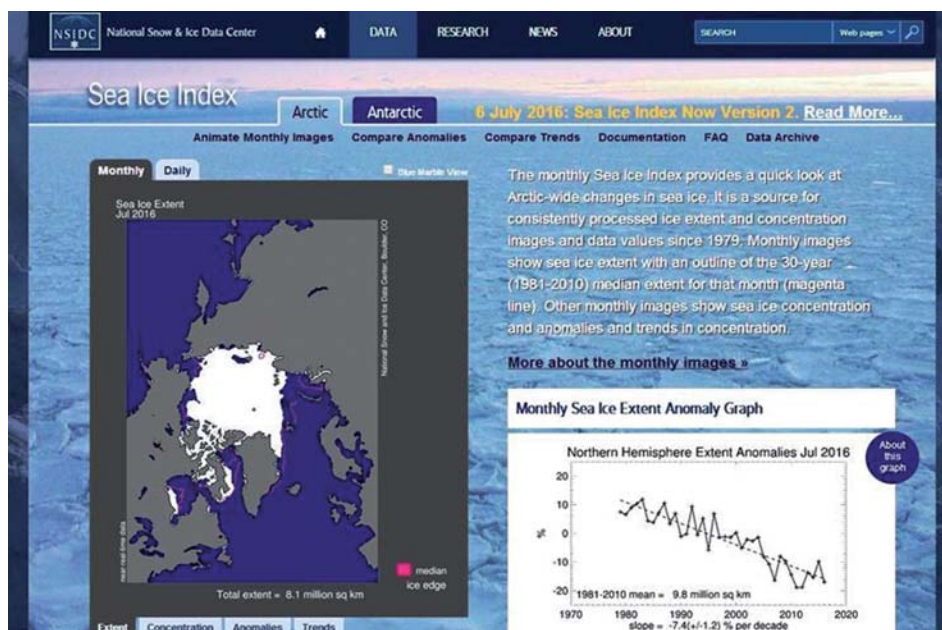 NSIDC
National Snow & Ice Data Center
DATA
RESEARCH
NEWS
ABOUT
SEARCH
Web pages
Sea Ice Index
Arctic
Antarctic
6 July 2016: Sea Ice Index Now Version 2. Read More...
Animate Monthly Images
Compare Anomalies
Compare Trends
Documentation
FAQ
Data Archive
Monthly
Daily
Blue Marble View
Sea Ice Extent
Jul 2016
National Snow and Ice Data Center, Boulder, CO
near-real-time data
median
ice edge
Total extent = 8.1 million sq km
Extent
Concentration
Anomalies
Trends
The monthly Sea Ice Index provides a quick look at
Arctic-wide changes in sea ice. It is a source for
consistently processed ice extent and concentration
images and data values since 1979. Monthly images
show sea ice extent with an outline of the 30-year
(1981-2010) median extent for that month (magenta
line). Other monthly images show sea ice concentration
and anomalies and trends in concentration.
More about the monthly images »
Monthly Sea Ice Extent Anomaly Graph
About
this
graph
Northern Hemisphere Extent Anomalies Jul 2016
20
10
0
-10
-20
%
1981-2010 mean = 9.8 million sq km
1970
1980
1990
2000
2010
2020
slope = -7.4(+/-1.2) % per decade